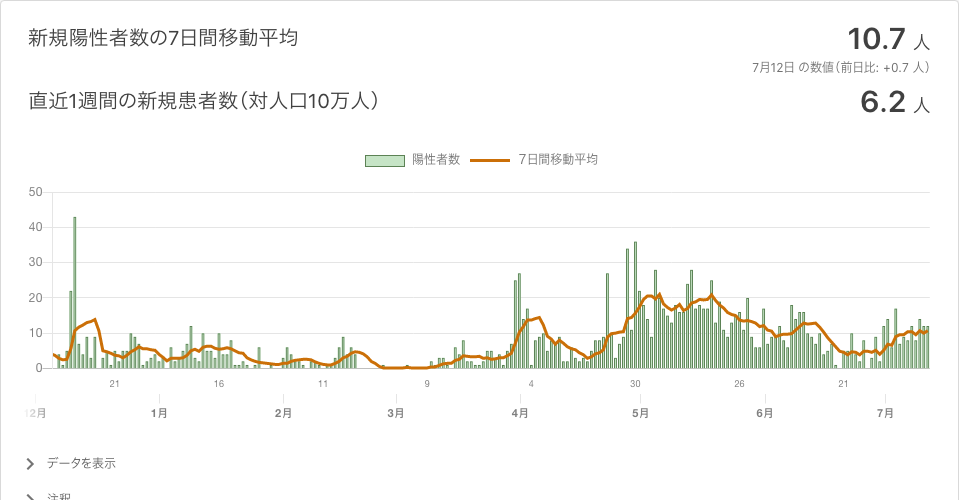 新規陽性者数の7日間移動平均
10.7 人
7月12日 の数値（前日比: +0.7 人）
直近1週間の新規患者数（対人口10万人）
6.2 人
陽性者数 7日間移動平均
50
40
30
20
10
0
21 16 11 9 4 30 26 21
12月 1月 2月 3月 4月 5月 6月 7月
データを表示
注釈